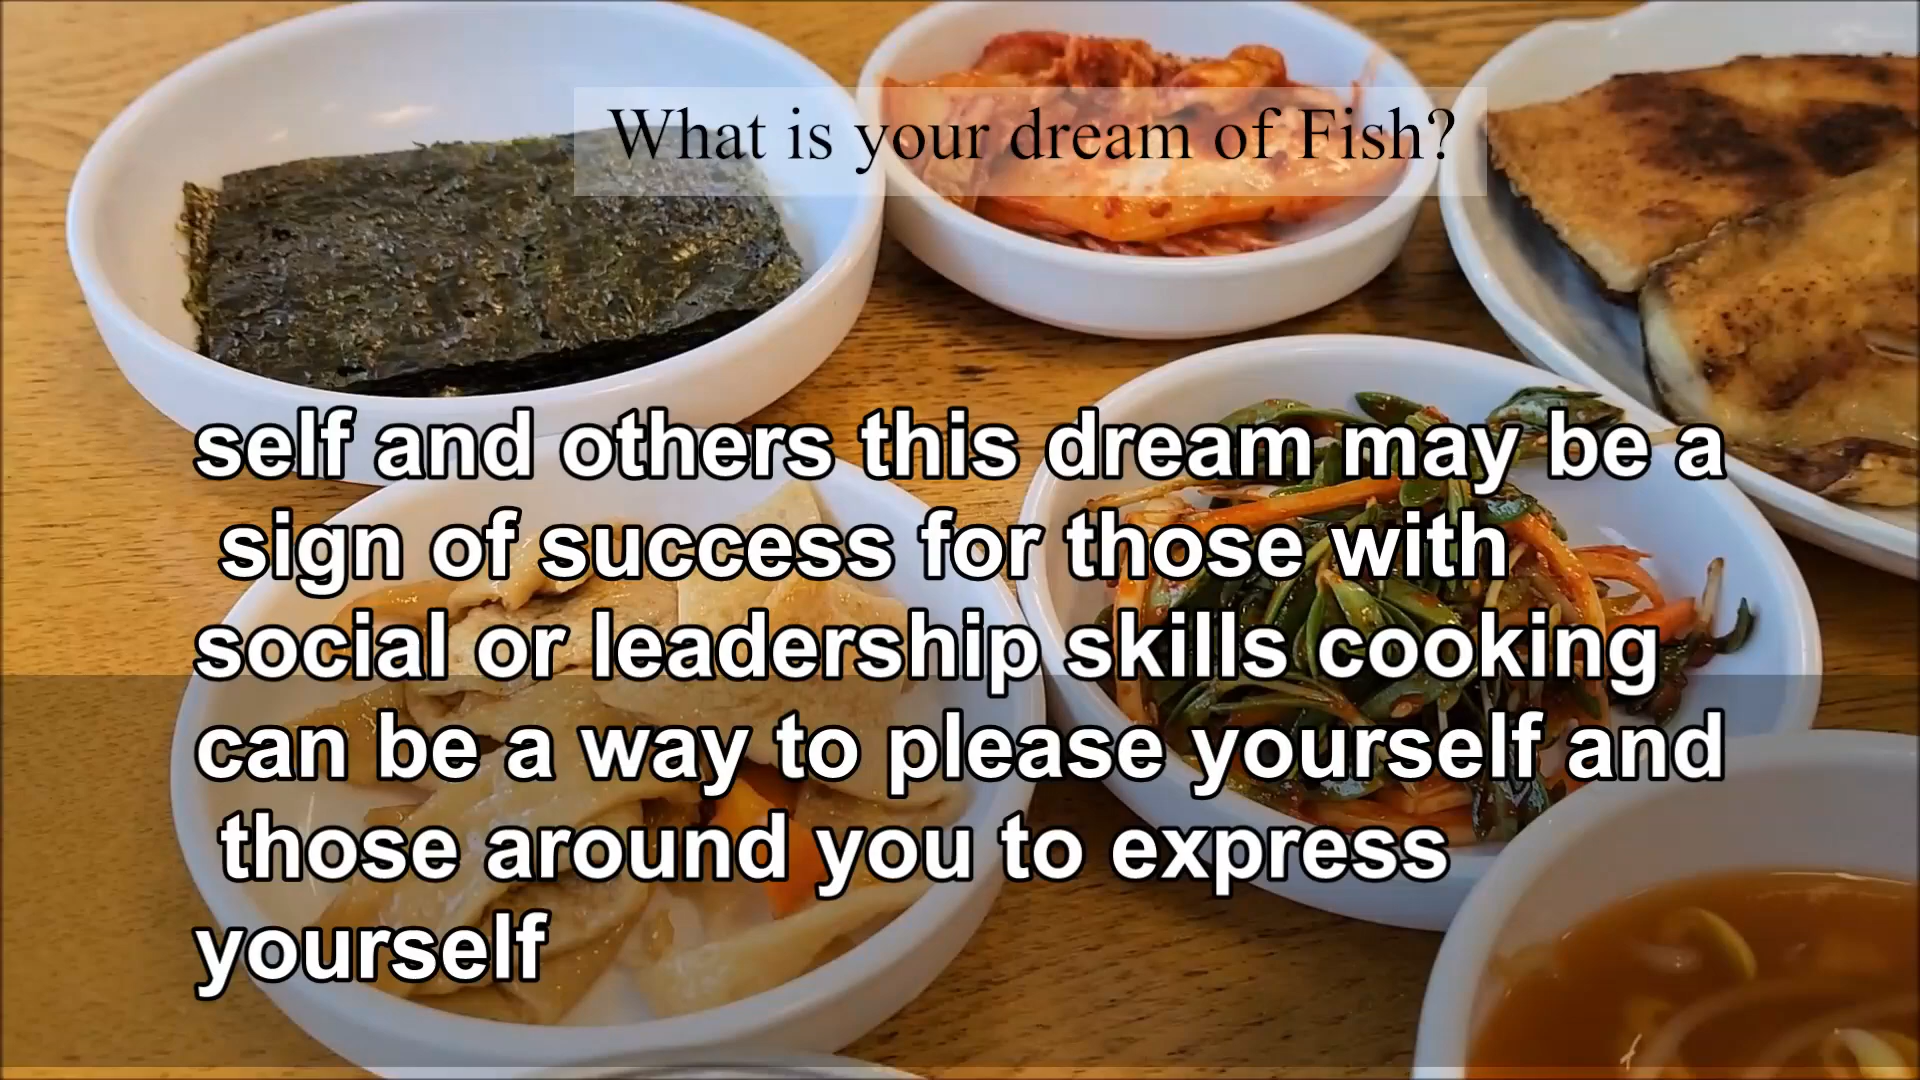 What is your dream of Fish?
self and others this dream may be a
sign of success for those with
social or leadership skills cooking
can be a way to please yourself and
those around you to express
yourself